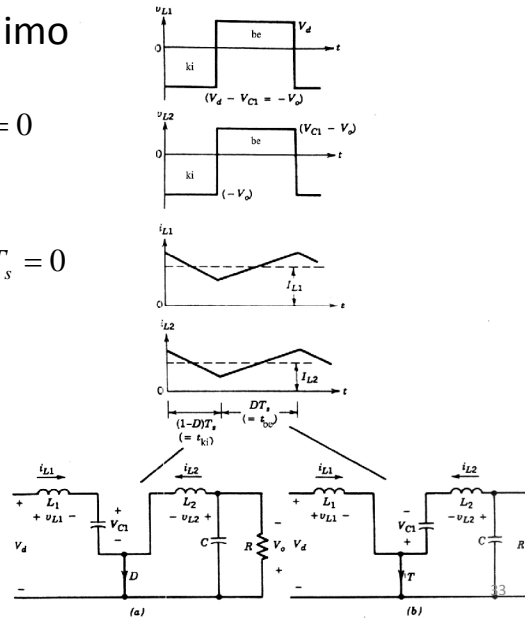 imo
= 0
T_s = 0
v_L1
0
ki
be
V_d
t
(V_d − V_C1 = −V_o)
v_L2
0
ki
be
(V_C1 − V_o)
t
(−V_o)
i_L1
0
I_L1
t
i_L2
0
I_L2
t
(1-D)T_s
(= t_ki)
DT_s
(= t_be)
i_L1
L_1
+ v_L1 −
+
V_d
−
+
V_C1
−
i_L2
L_2
− v_L2 +
C
R
−
V_o
+
D
(a)
i_L1
L_1
+ v_L1 −
+
V_d
−
−
V_C1
+
i_L2
L_2
− v_L2 +
C
R
T
33
(b)